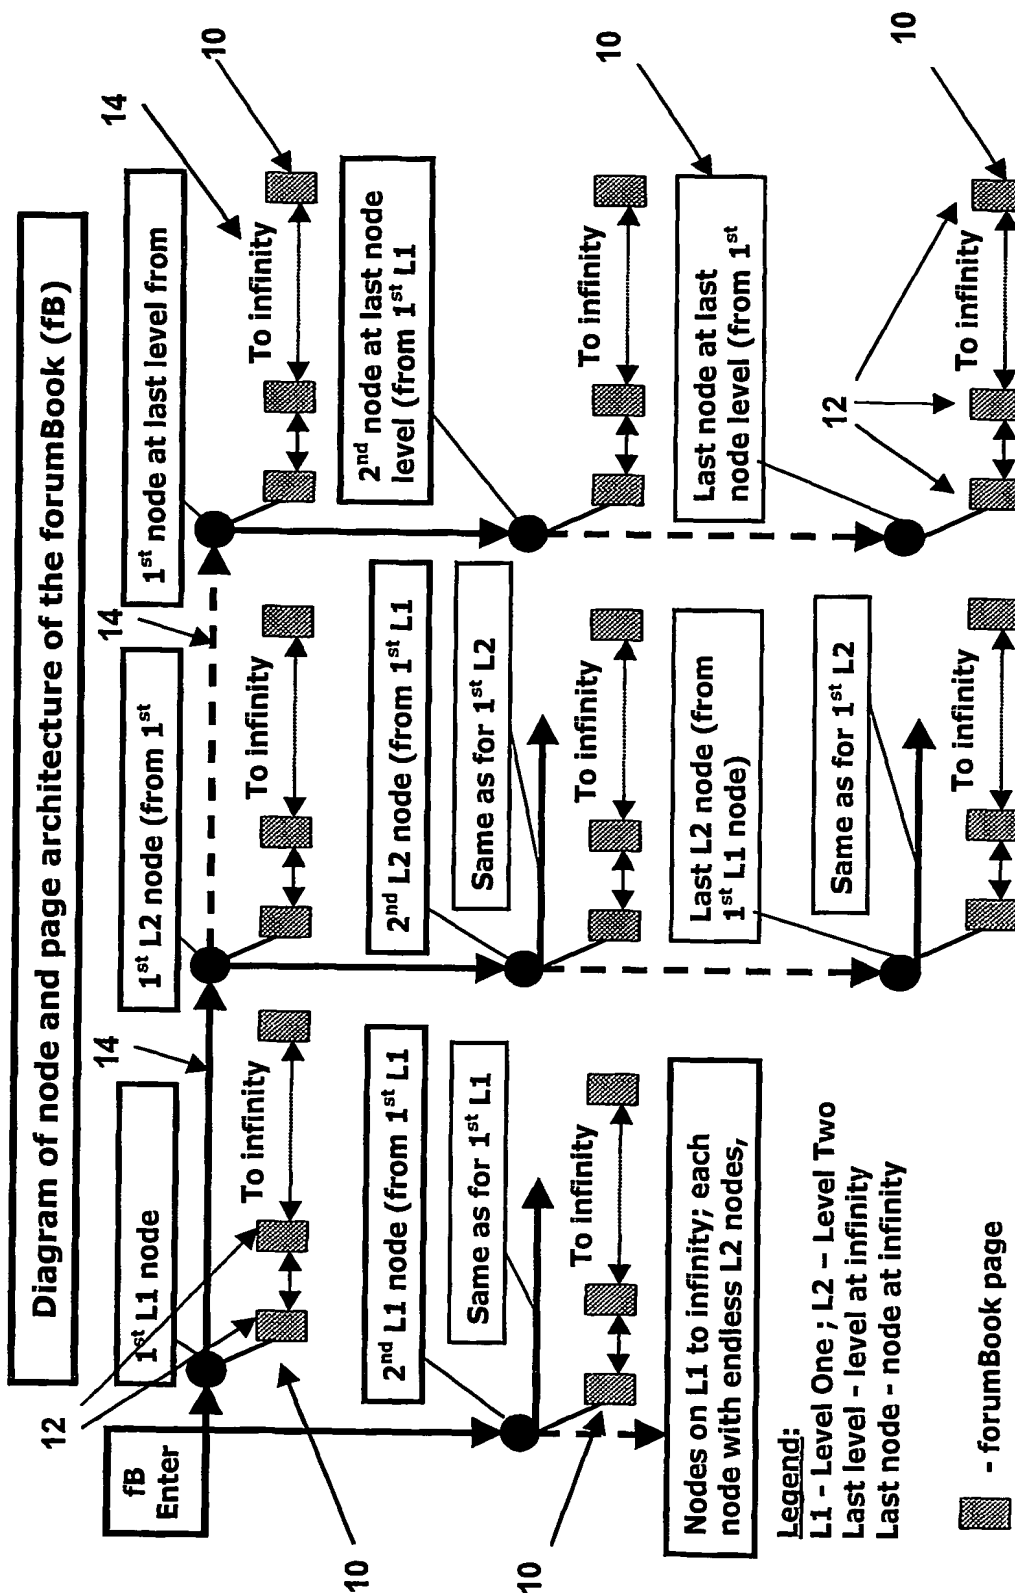 Diagram of node and page architecture of the forumBook (fB)
fB
Enter
12
1st L1 node
14
1st L2 node (from 1st
14
1st node at last level from
14
10
To infinity
To infinity
To infinity
10
2nd L1 node (from 1st L1
2nd L2 node (from 1st L1
2nd node at last node
level (from 1st L1
Same as for 1st L1
Same as for 1st L2
To infinity
To infinity
To infinity
10
10
Nodes on L1 to infinity; each
node with endless L2 nodes,
Last L2 node (from
1st L1 node)
Last node at last
node level (from 1st
Same as for 1st L2
12
To infinity
To infinity
10
Legend:
L1 - Level One ; L2 – Level Two
Last level - level at infinity
Last node - node at infinity
- forumBook page